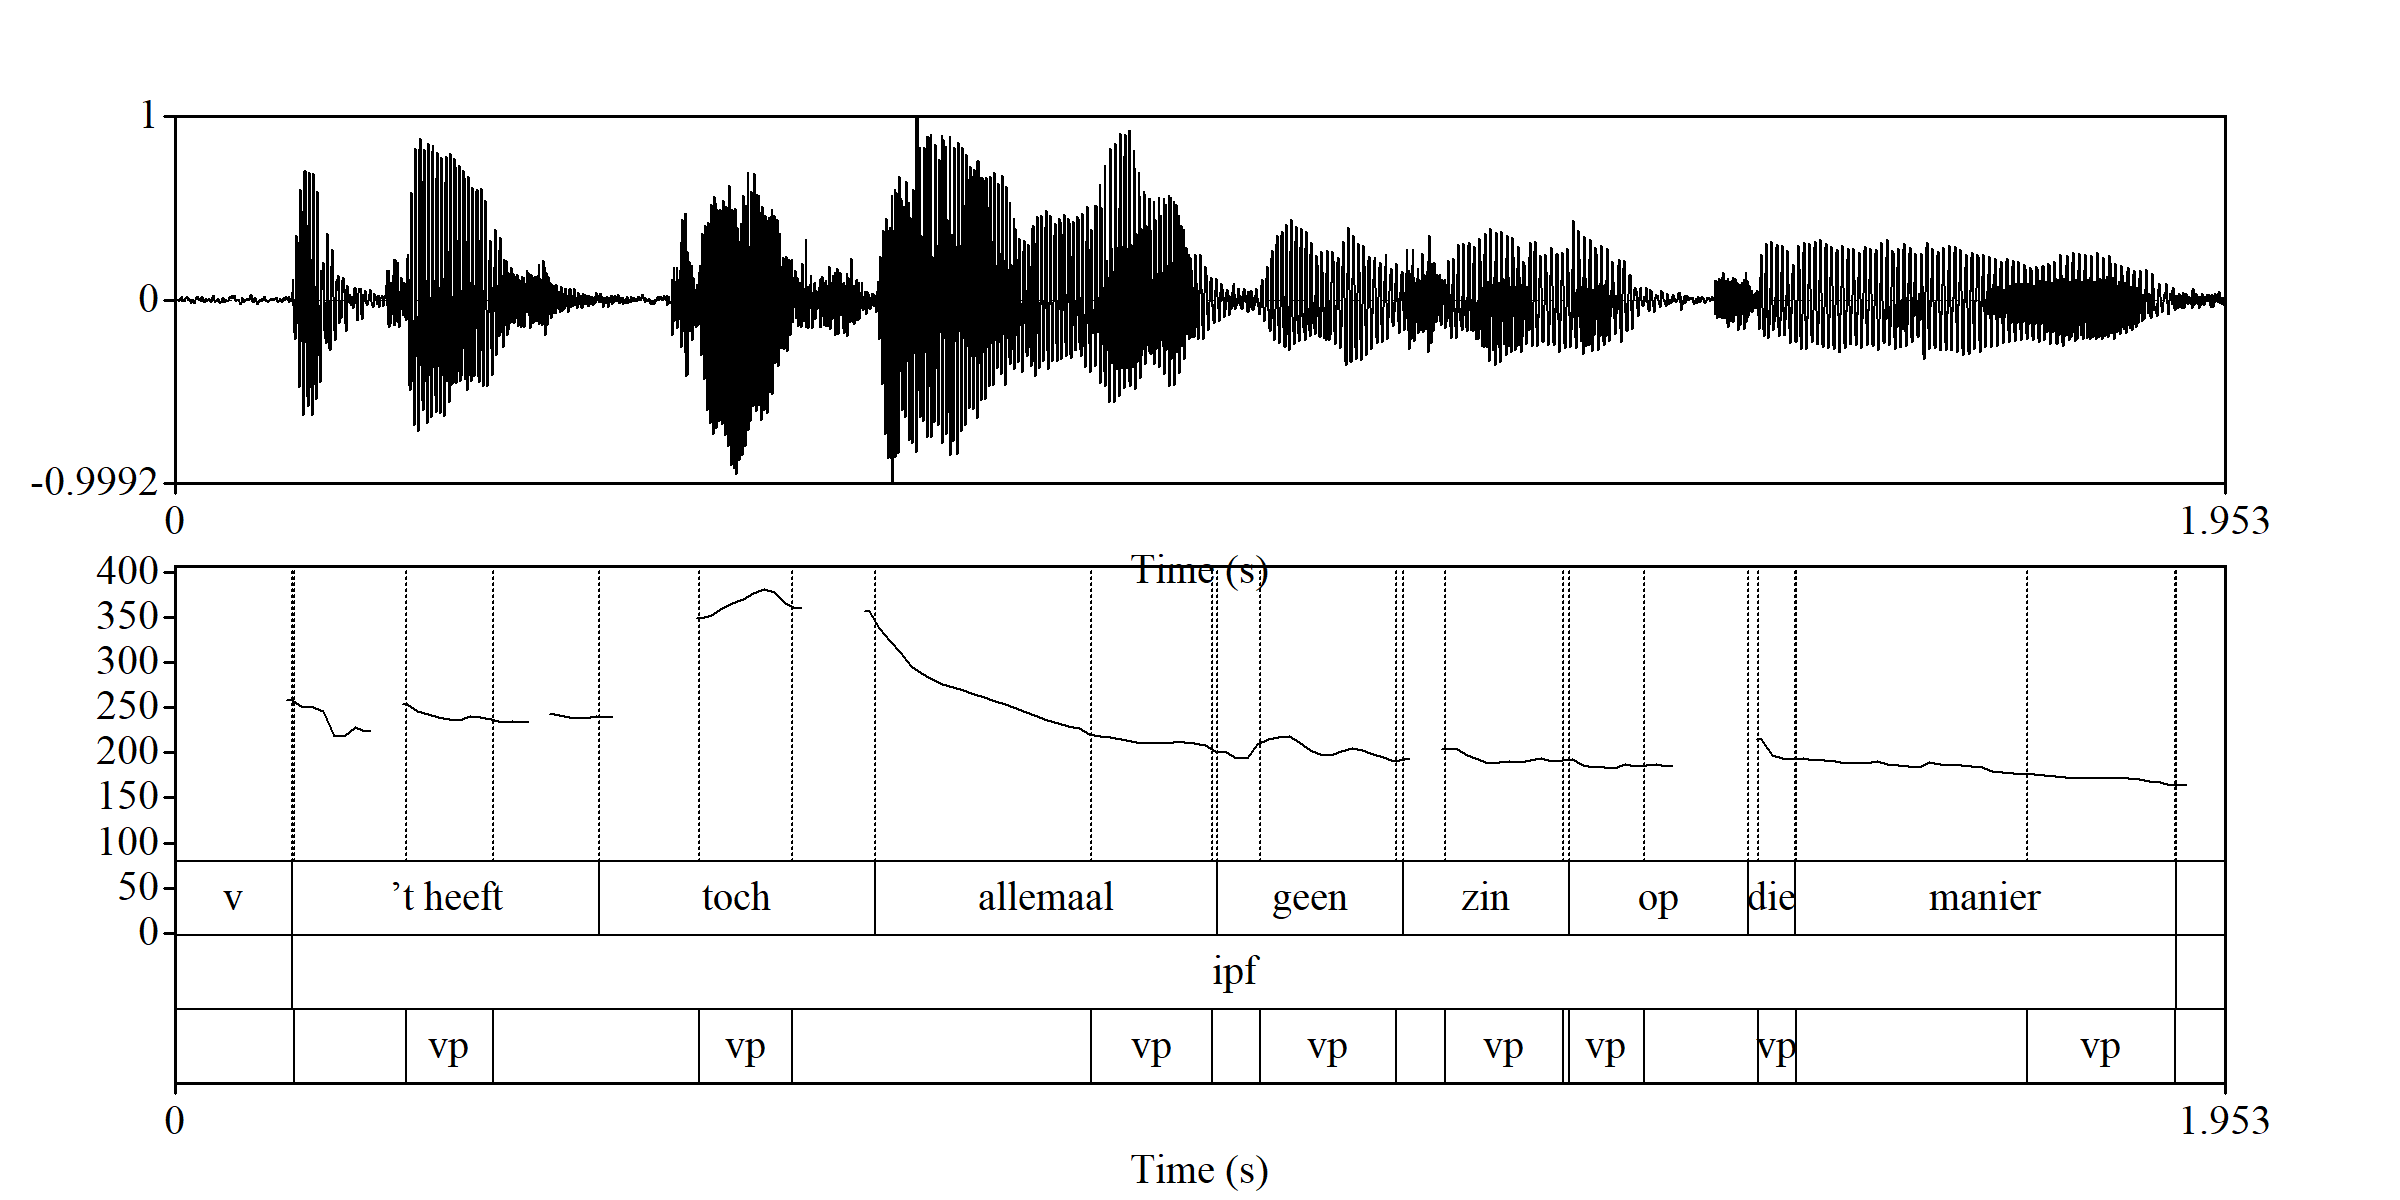 1
0
-0.9992
0 1.953
Time (s)
400
350
300
250
200
150
100
50
0
v ’t heeft toch allemaal geen zin op die manier
ipf
vp vp vp vp vp vp vp vp
0 1.953
Time (s)